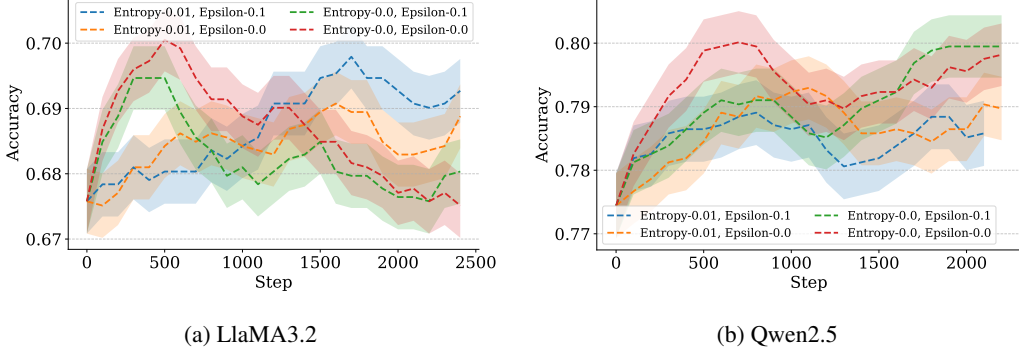 Entropy-0.01, Epsilon-0.1
Entropy-0.0, Epsilon-0.1
Entropy-0.01, Epsilon-0.0
Entropy-0.0, Epsilon-0.0
0.70
0.69
0.68
0.67
Accuracy
0 500 1000 1500 2000 2500
Step
(a) LlaMA3.2
0.80
0.79
0.78
0.77
Accuracy
Entropy-0.01, Epsilon-0.1
Entropy-0.0, Epsilon-0.1
Entropy-0.01, Epsilon-0.0
Entropy-0.0, Epsilon-0.0
0 500 1000 1500 2000
Step
(b) Qwen2.5